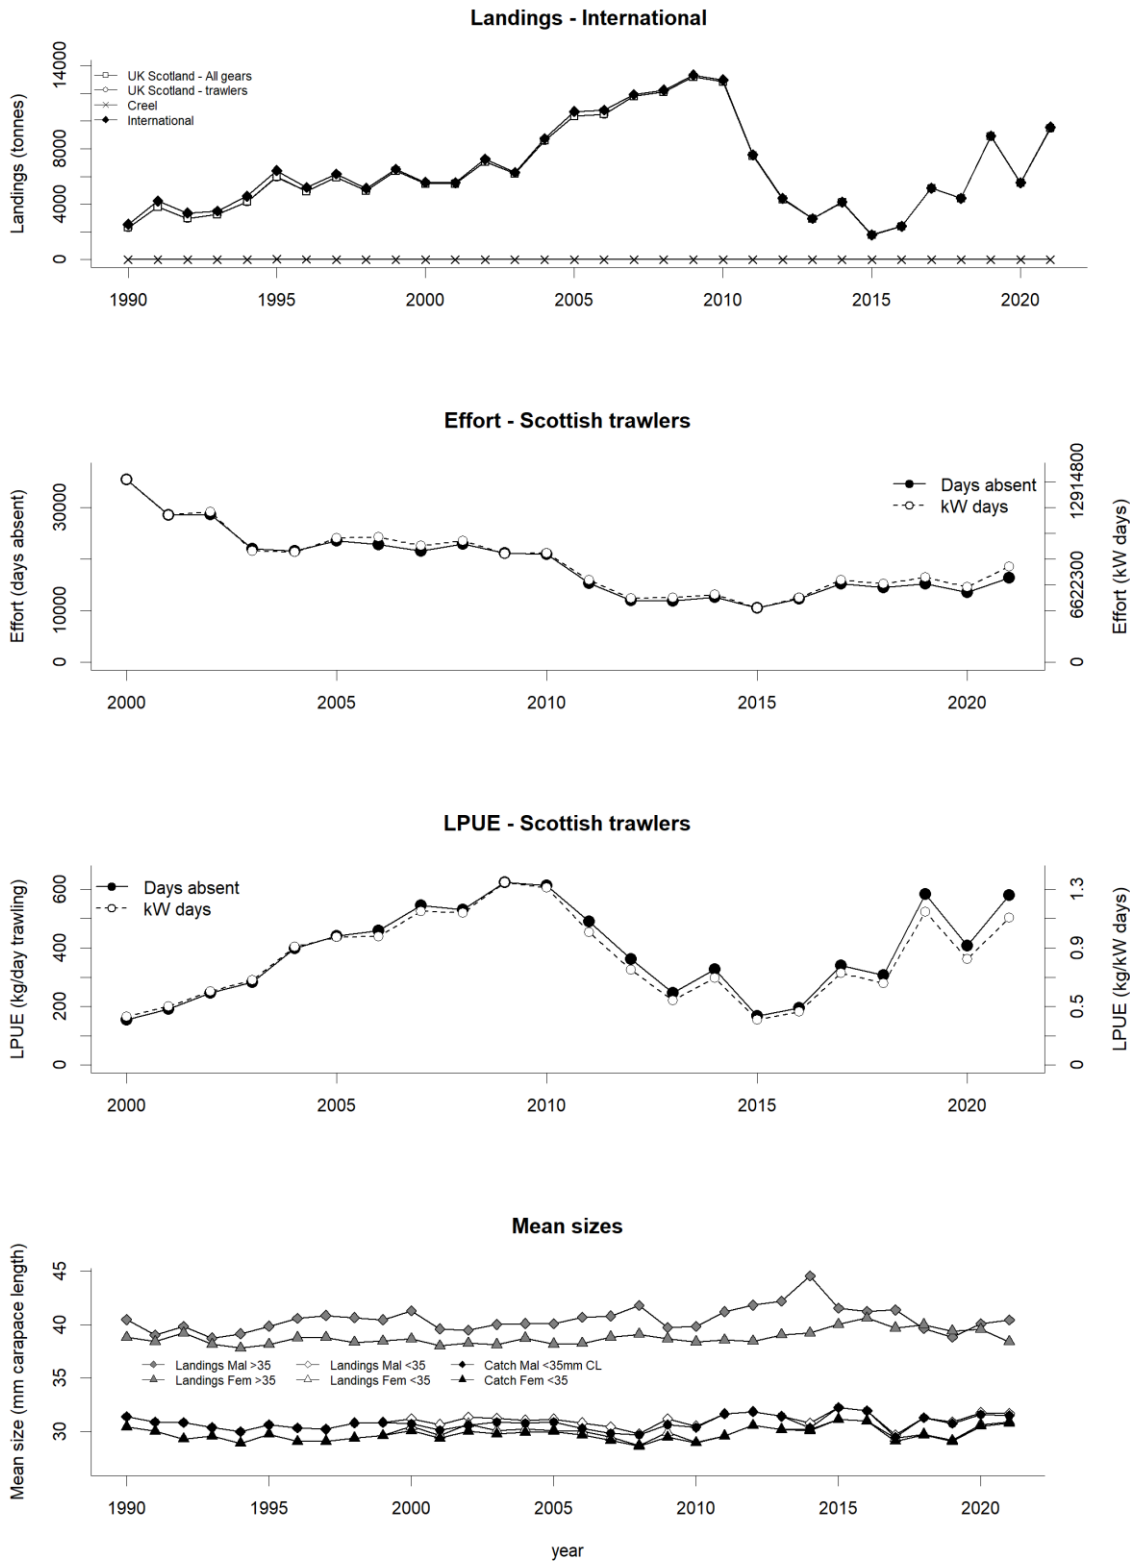 Landings - International
Landings (tonnes)
14000
8000
4000
0
UK Scotland - All gears
UK Scotland - trawlers
Creel
International
1990 1995 2000 2005 2010 2015 2020
Effort - Scottish trawlers
Effort (days absent)
30000
10000
0
Days absent
kW days
12914800
6622300
0
Effort (kW days)
2000 2005 2010 2015 2020
LPUE - Scottish trawlers
LPUE (kg/day trawling)
600
400
200
0
Days absent
kW days
1.3
0.9
0.5
0
LPUE (kg/kW days)
2000 2005 2010 2015 2020
Mean sizes
Mean size (mm carapace length)
45
40
35
30
Landings Mal >35 Landings Mal <35 Catch Mal <35mm CL
Landings Fem >35 Landings Fem <35 Catch Fem <35
1990 1995 2000 2005 2010 2015 2020
year